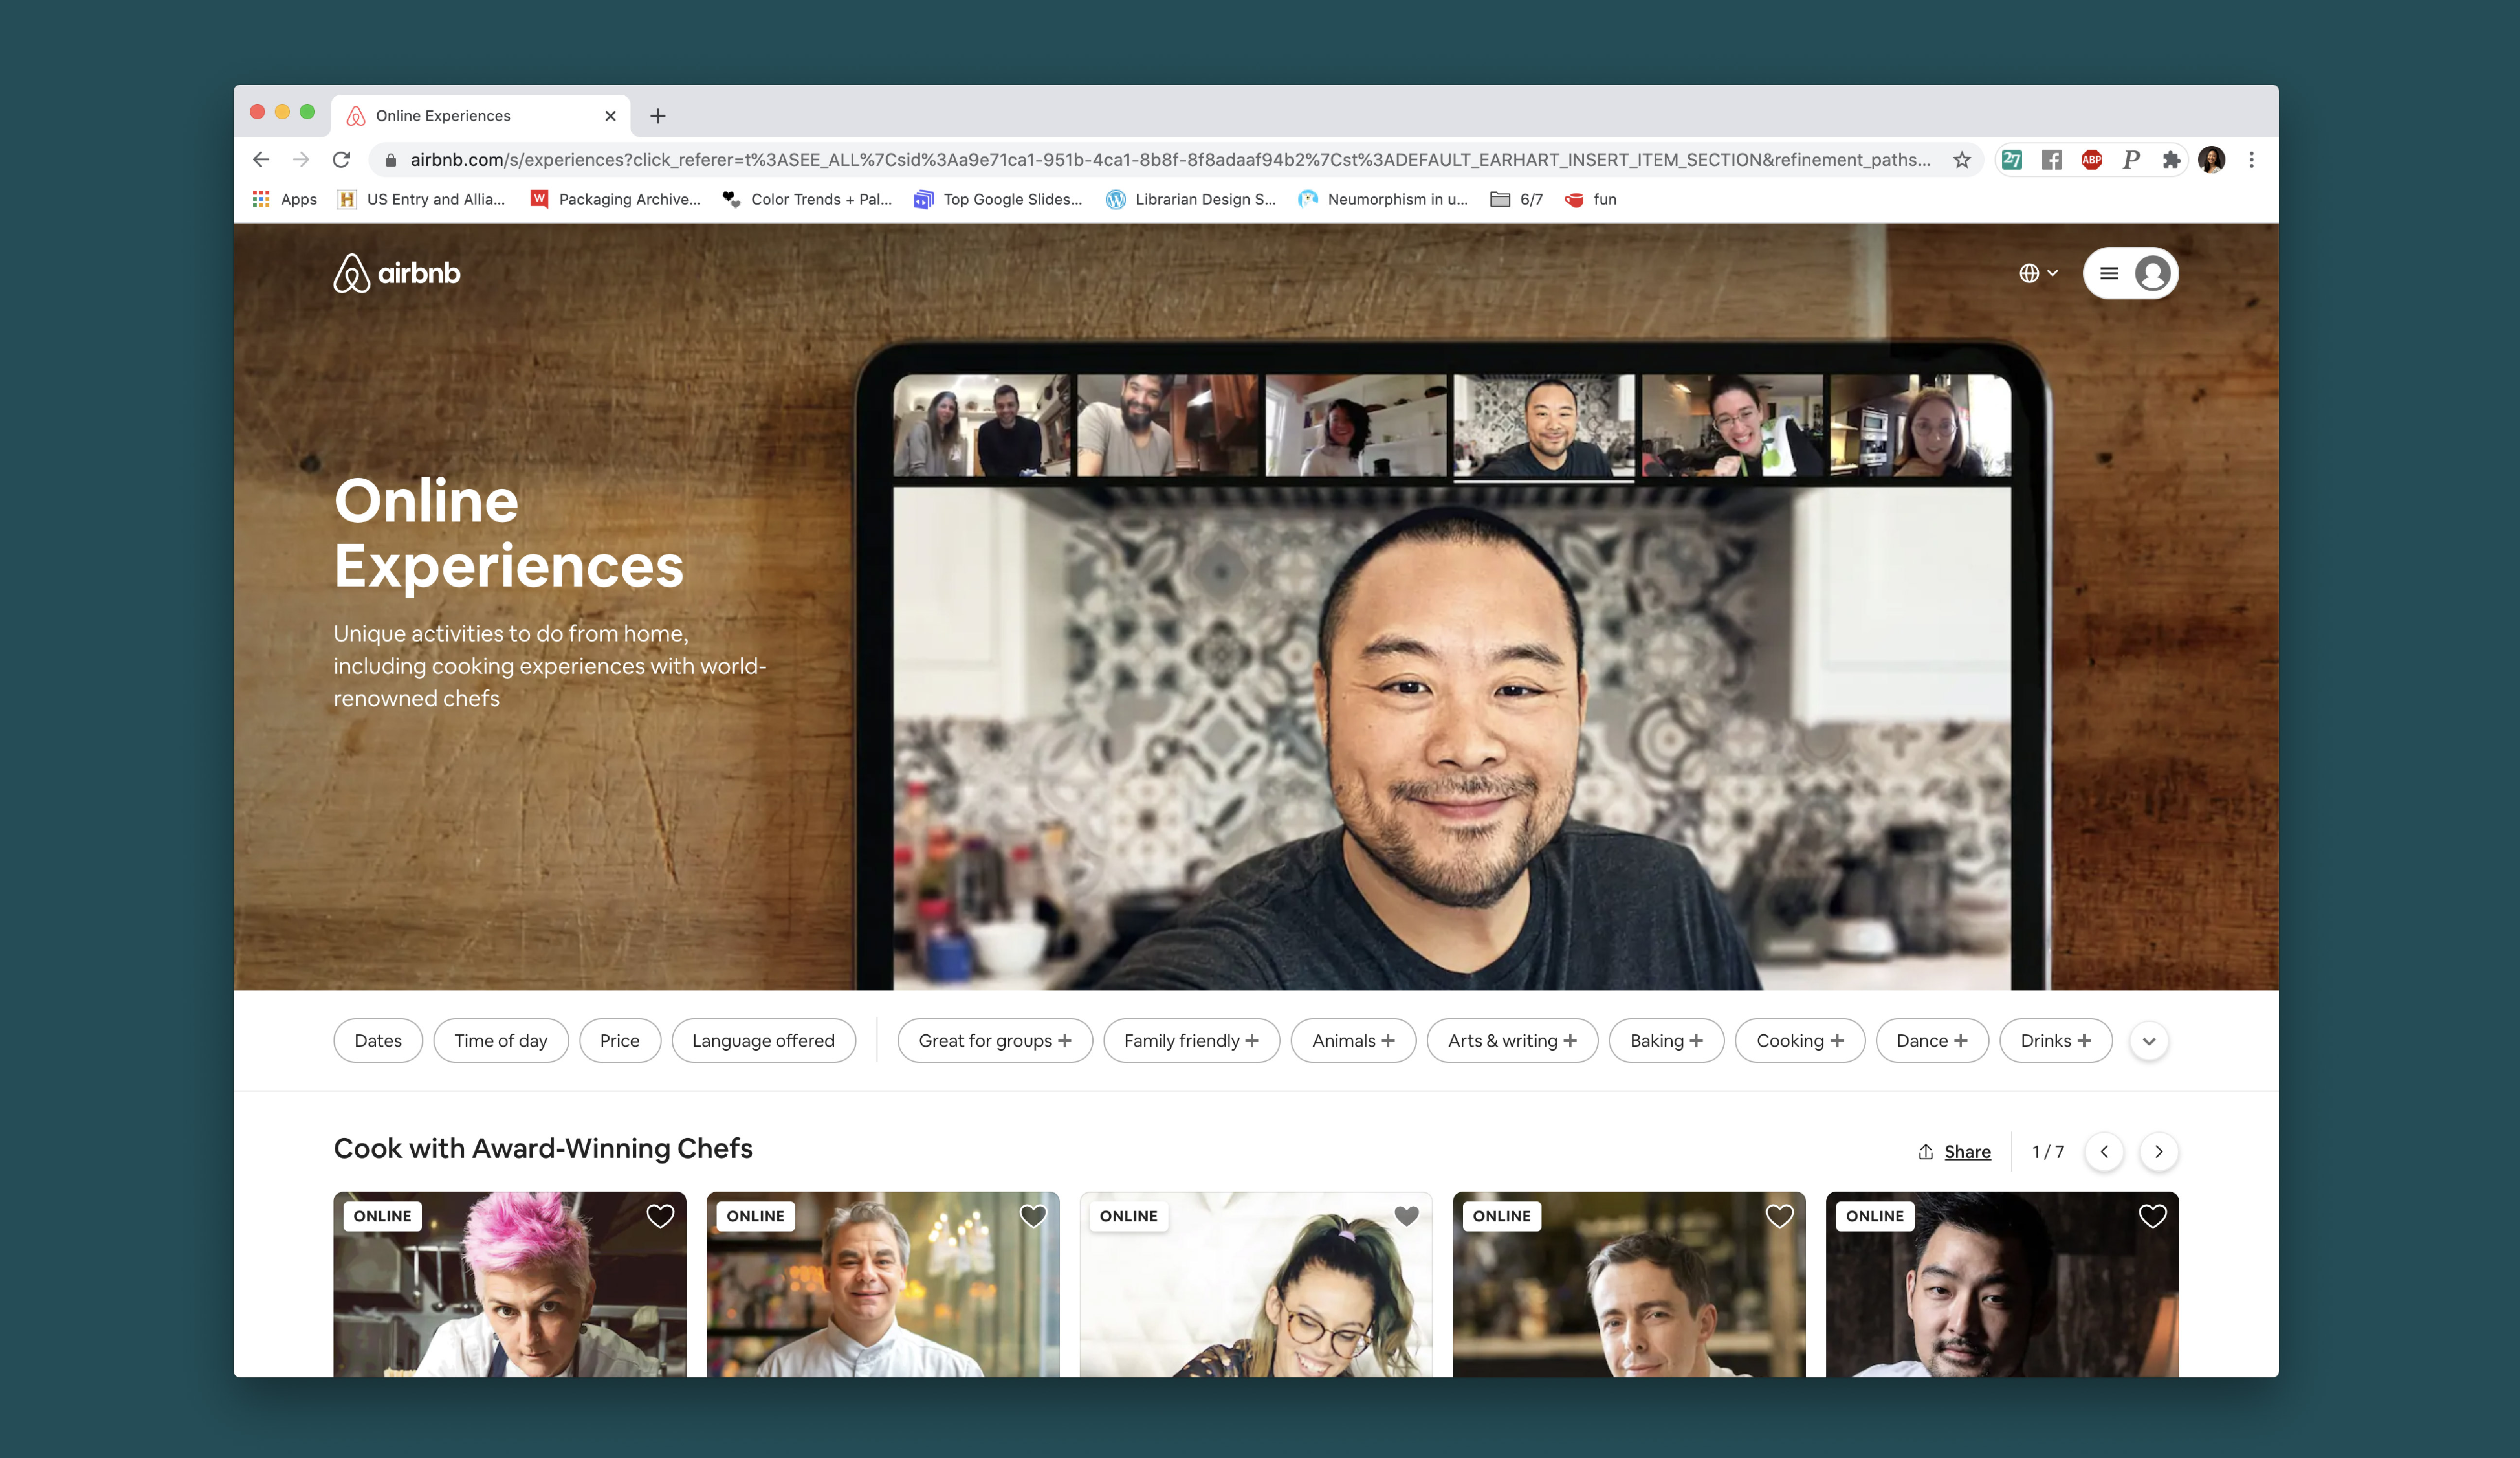 Online Experiences
airbnb.com/s/experiences?click_referer=t%3ASEE_ALL%7Csid%3Aa9e71ca1-951b-4ca1-8b8f-8f8adaaf94b2%7Cst%3ADEFAULT_EARHART_INSERT_ITEM_SECTION&refinement_paths...
27
ABP
P
Apps
H
US Entry and Allia...
W
Packaging Archive...
Color Trends + Pal...
Top Google Slides...
Librarian Design S...
Neumorphism in u...
6/7
fun
airbnb
Online
Experiences
Unique activities to do from home,
including cooking experiences with world-
renowned chefs
Dates
Time of day
Price
Language offered
Great for groups +
Family friendly +
Animals +
Arts & writing +
Baking +
Cooking +
Dance +
Drinks +
Cook with Award-Winning Chefs
Share
1 / 7
ONLINE
ONLINE
ONLINE
ONLINE
ONLINE